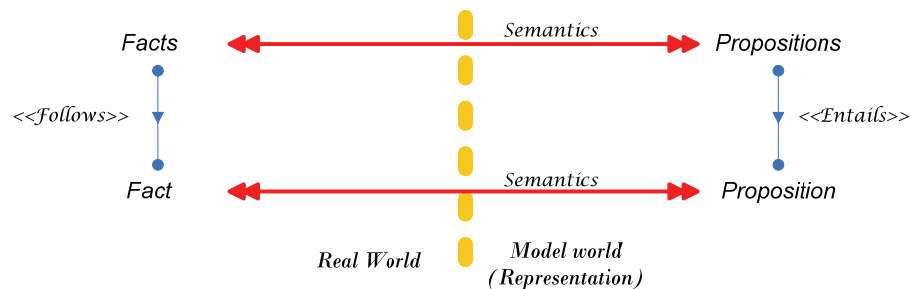 Facts
Semantics
Propositions
<<Follows>>
<<Entails>>
Fact
Semantics
Proposition
Real World
Model world
(Representation)